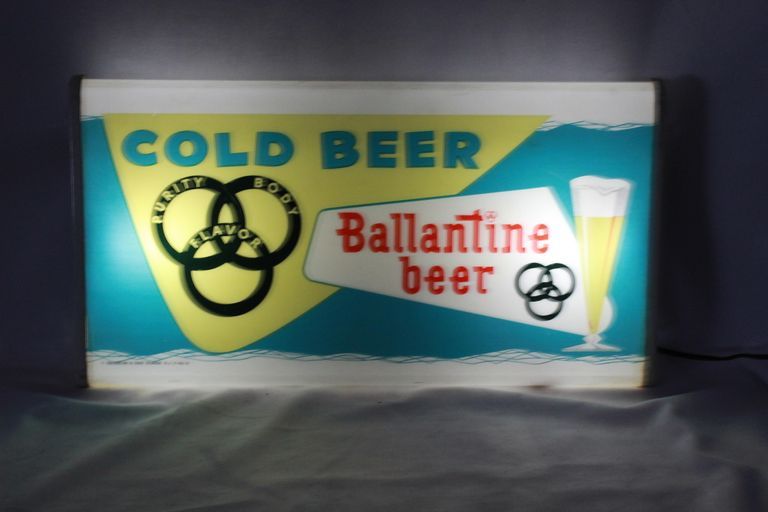 COLD BEER
PURITY
BODY
FLAVOR
Ballantine
beer